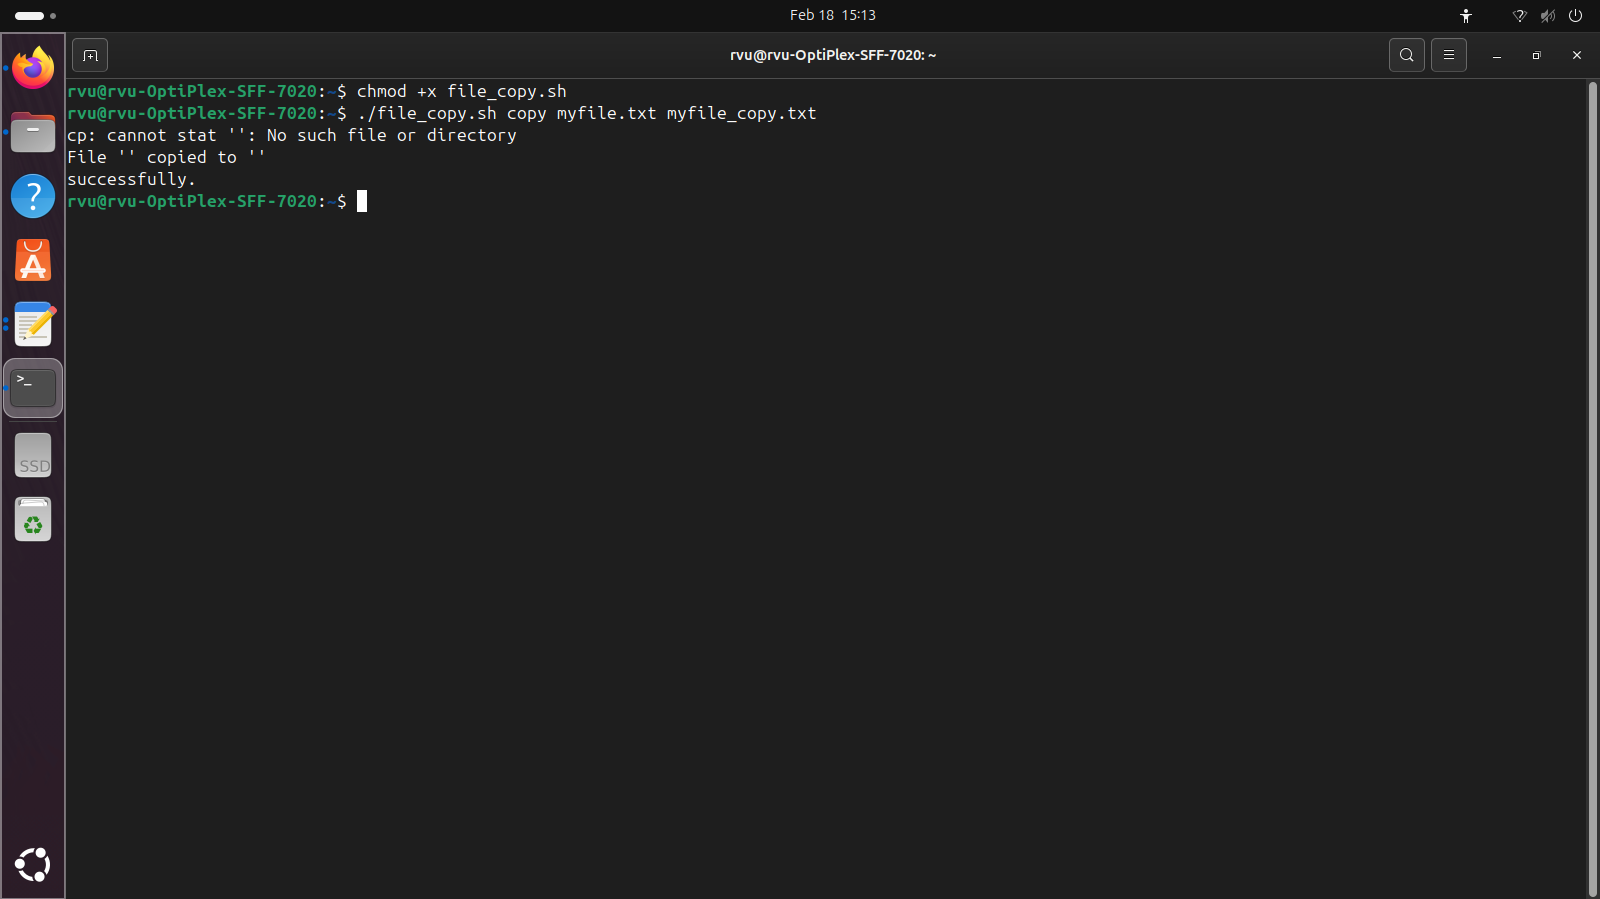 Feb 18 15:13
rvu@rvu-OptiPlex-SFF-7020: ~
rvu@rvu-OptiPlex-SFF-7020:~$ chmod +x file_copy.sh
rvu@rvu-OptiPlex-SFF-7020:~$ ./file_copy.sh copy myfile.txt myfile_copy.txt
cp: cannot stat '': No such file or directory
File '' copied to ''
successfully.
rvu@rvu-OptiPlex-SFF-7020:~$
>_
SSD